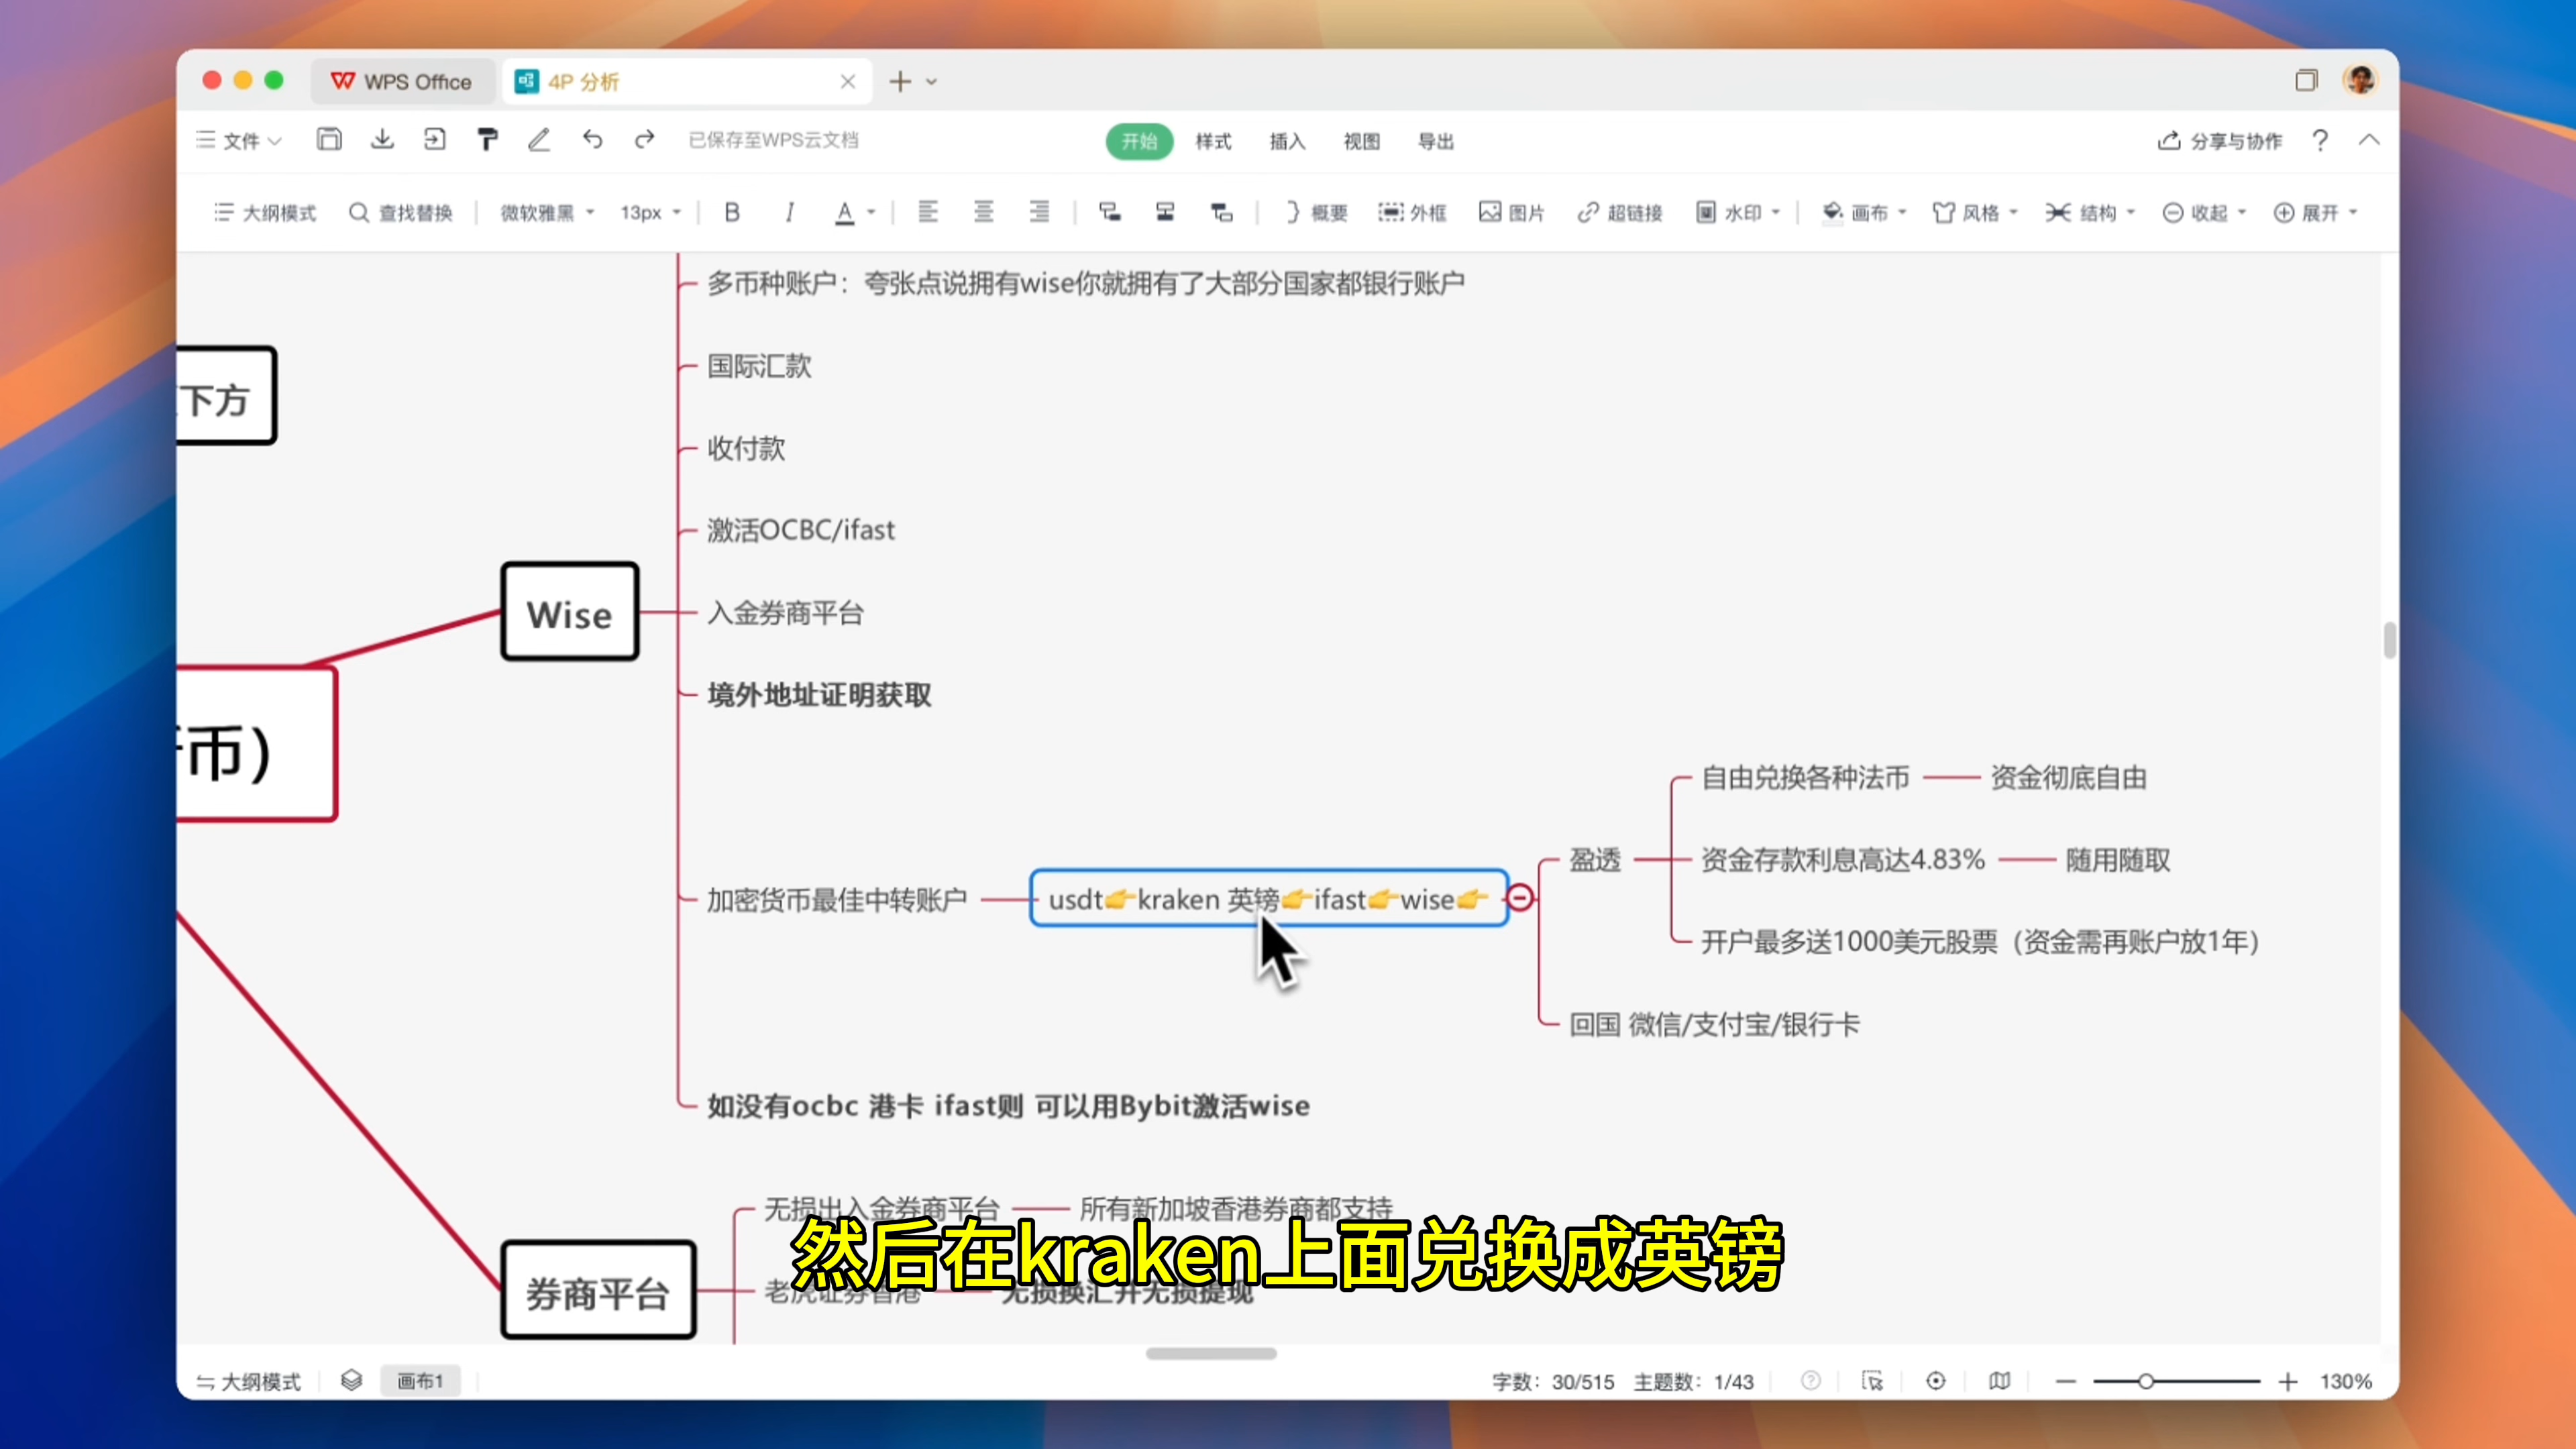 WPS Office
4P 分析
文件
已保存至WPS云文档
开始 样式 插入 视图 导出
分享与协作
大纲模式 查找替换 微软雅黑 13px B I A 概要 外框 图片 超链接 水印 画布 风格 结构 收起 展开
多币种账户：夸张点说拥有wise你就拥有了大部分国家都银行账户
国际汇款
下方
收付款
激活OCBC/ifast
Wise
入金券商平台
境外地址证明获取
币）
自由兑换各种法币 资金彻底自由
盈透 资金存款利息高达4.83% 随用随取
加密货币最佳中转账户 usdt👉kraken 英镑👉ifast👉wise👉
开户最多送1000美元股票（资金需再账户放1年）
回国 微信/支付宝/银行卡
如没有ocbc 港卡 ifast则 可以用Bybit激活wise
无损出入金券商平台 所有新加坡香港券商都支持
然后在kraken上面兑换成英镑
券商平台
老虎证券香港 无损换汇并无损提现
大纲模式 画布1 字数：30/515 主题数：1/43 130%